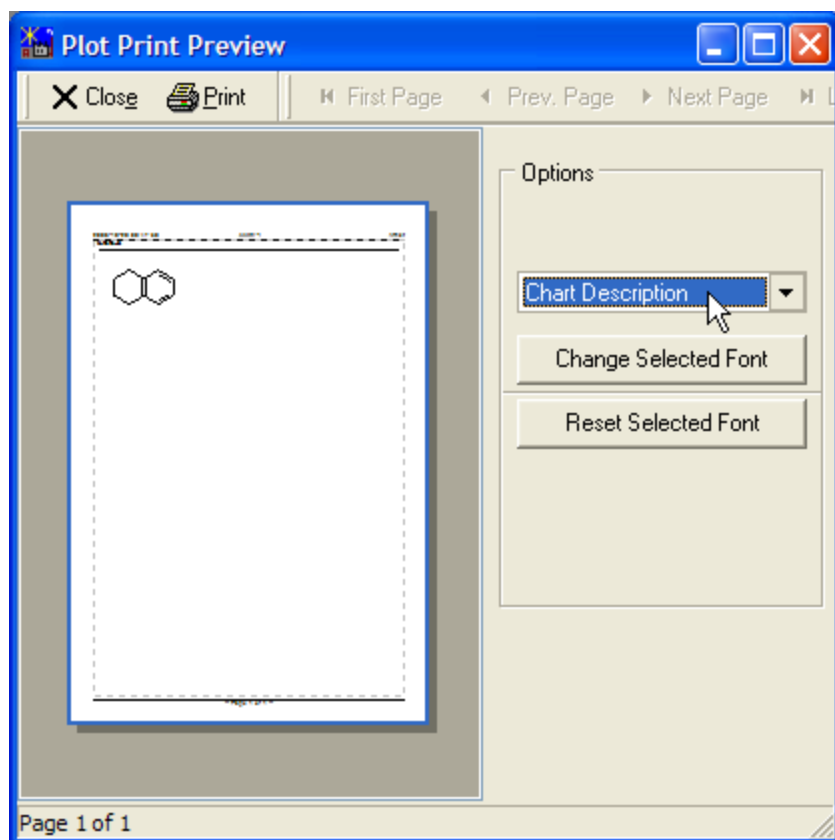 Plot Print Preview
Close Print First Page Prev. Page Next Page L
Options
Chart Description
Change Selected Font
Reset Selected Font
Page 1 of 1